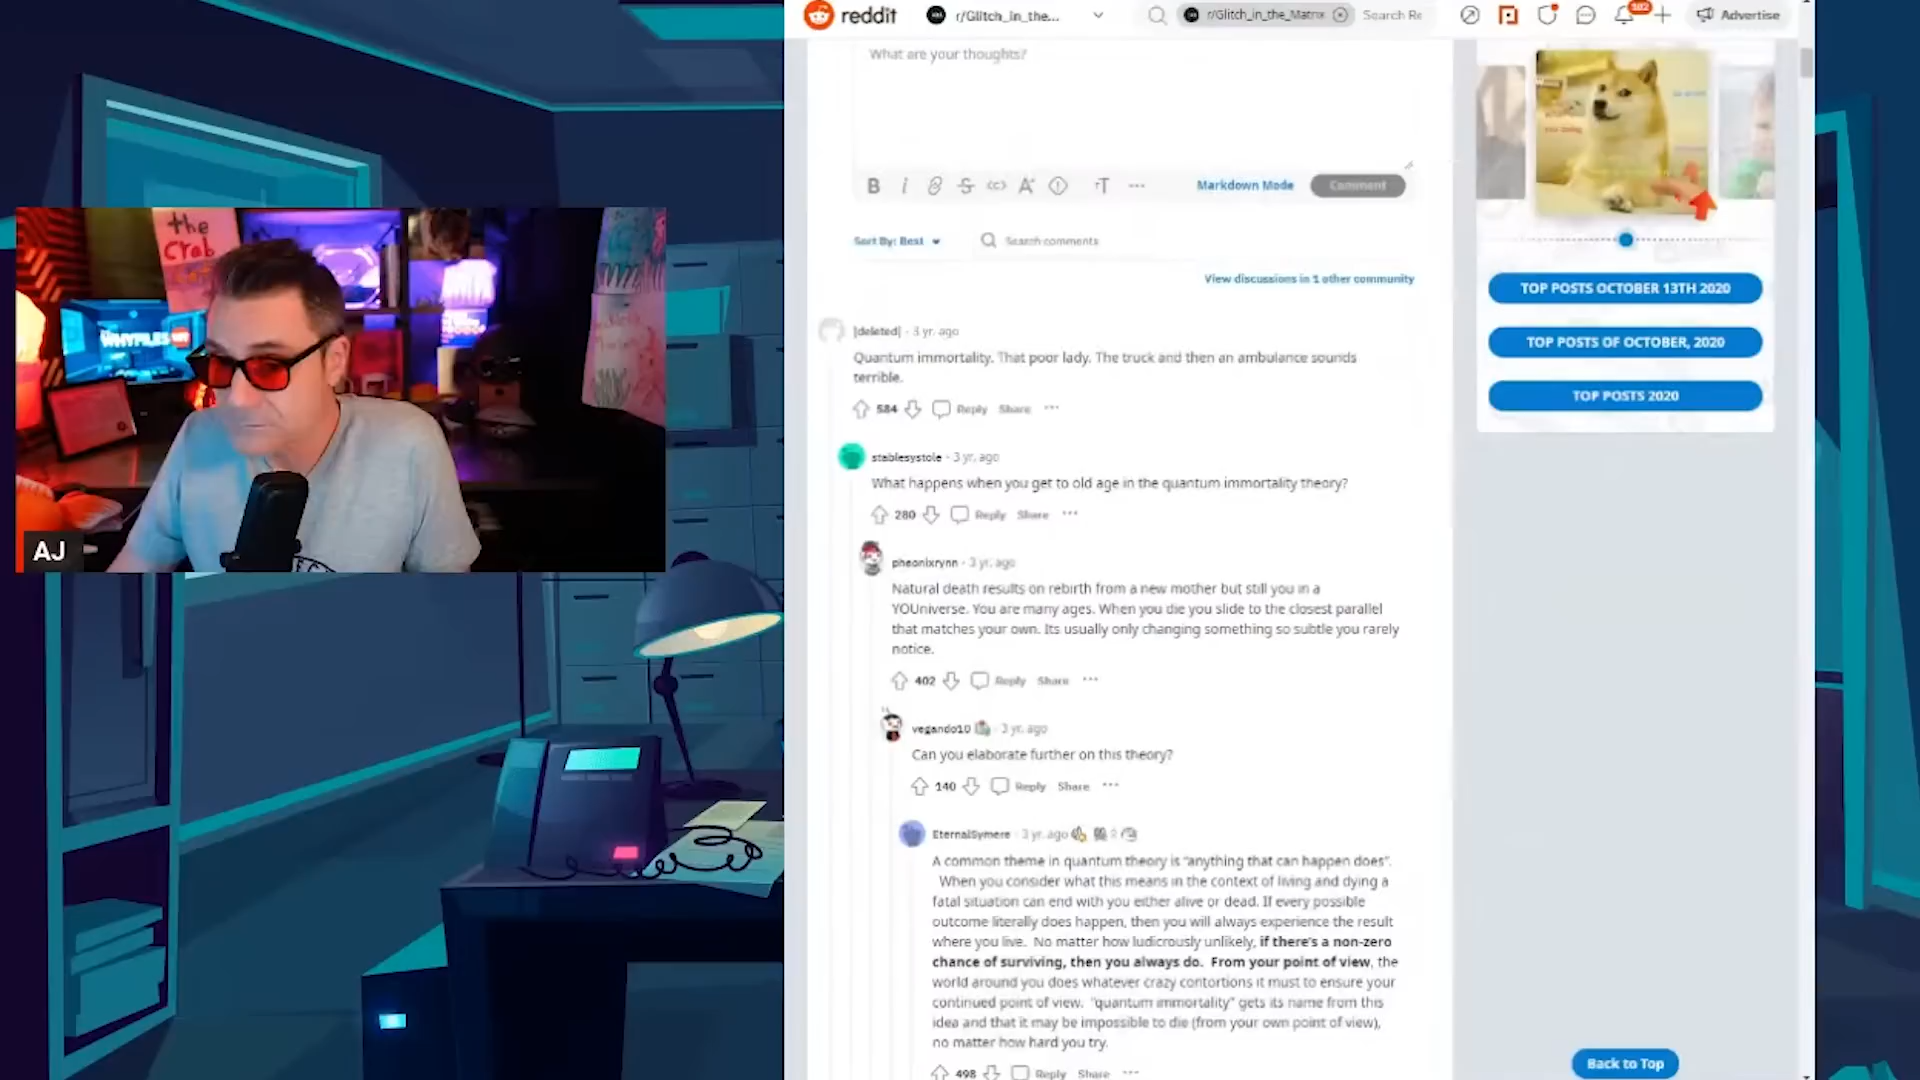 reddit
r/Glitch_in_the...
r/Glitch_in_the_Matrix
Search Re
102
Advertise
What are your thoughts?
Markdown Mode
Comment
Sort By: Best
Search comments
View discussions in 1 other community
[deleted] · 3 yr. ago
Quantum immortality. That poor lady. The truck and then an ambulance sounds
terrible.
584
Reply
Share
stablesystole · 3 yr. ago
What happens when you get to old age in the quantum immortality theory?
280
Reply
Share
pheonixrynn · 3 yr. ago
Natural death results on rebirth from a new mother but still you in a
YOUniverse. You are many ages. When you die you slide to the closest parallel
that matches your own. Its usually only changing something so subtle you rarely
notice.
402
Reply
Share
vegando10 · 3 yr. ago
Can you elaborate further on this theory?
140
Reply
Share
EternalSymere · 3 yr. ago 2
A common theme in quantum theory is "anything that can happen does".
When you consider what this means in the context of living and dying a
fatal situation can end with you either alive or dead. If every possible
outcome literally does happen, then you will always experience the result
where you live. No matter how ludicrously unlikely, if there's a non-zero
chance of surviving, then you always do. From your point of view, the
world around you does whatever crazy contortions it must to ensure your
continued point of view. "quantum immortality" gets its name from this
idea and that it may be impossible to die (from your own point of view),
no matter how hard you try.
498
Reply
Share
TOP POSTS OCTOBER 13TH 2020
TOP POSTS OF OCTOBER, 2020
TOP POSTS 2020
Back to Top
the
Crab
WHYFILES
AJ